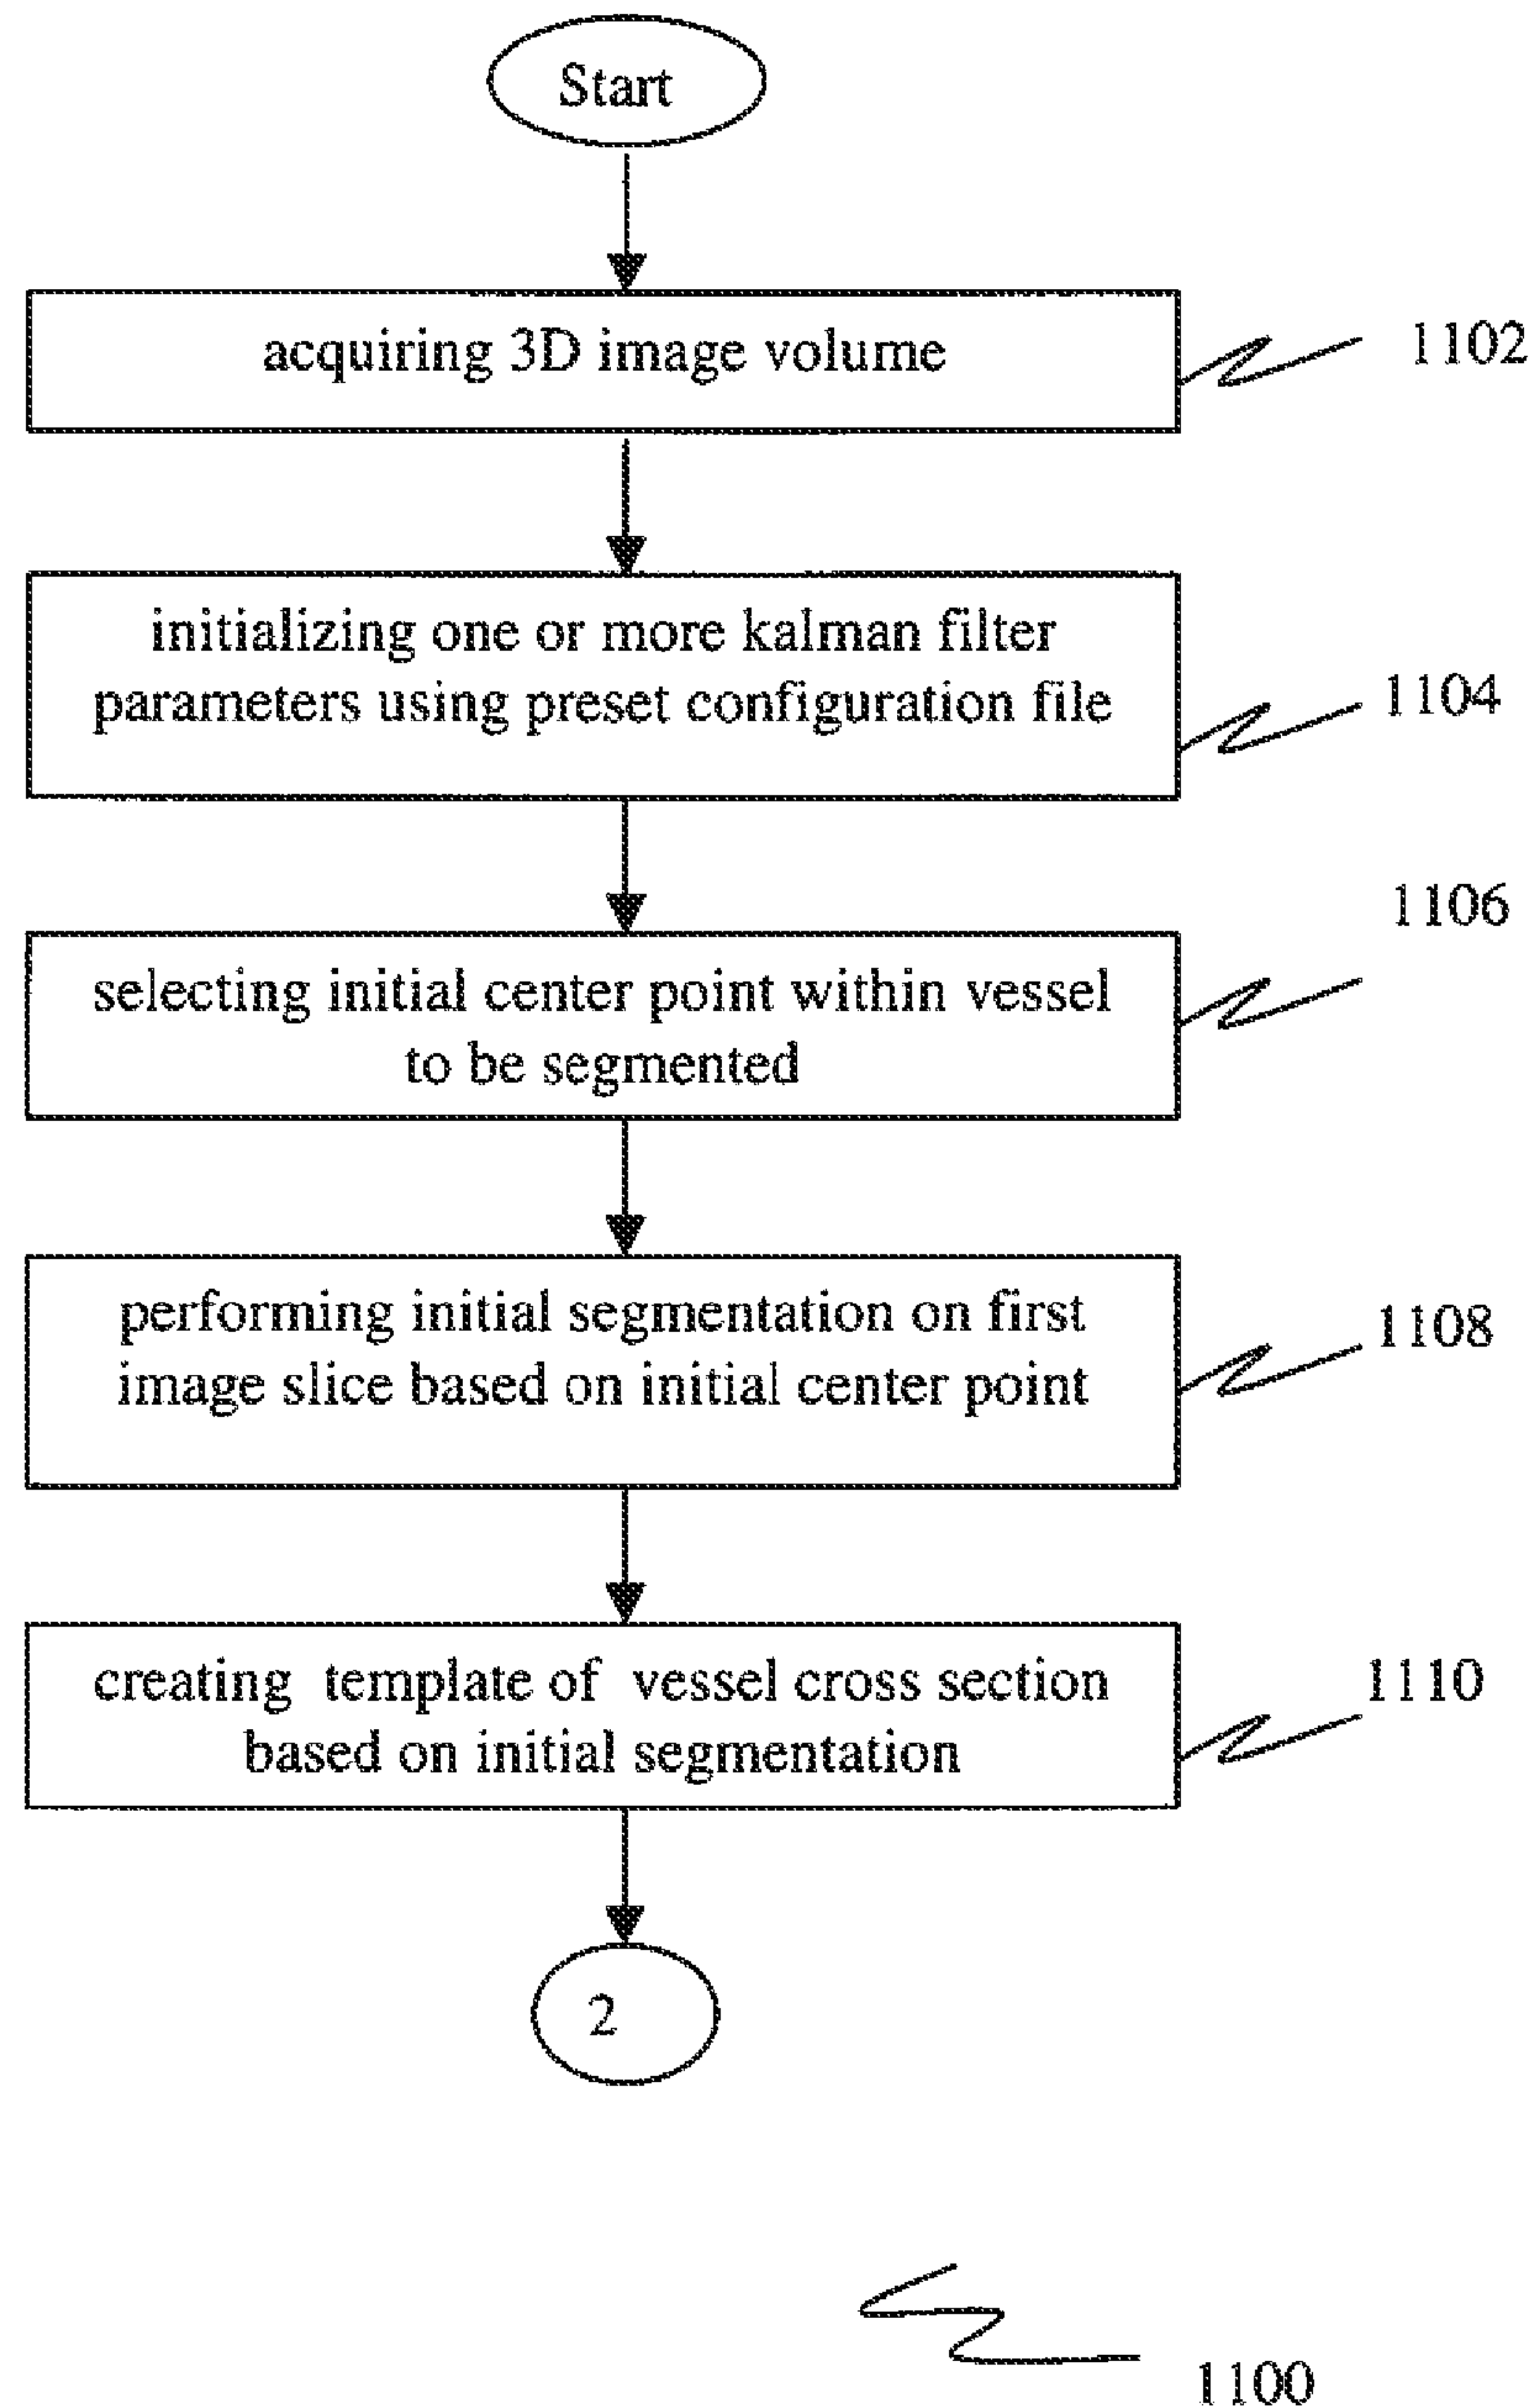 Start
acquiring 3D image volume
1102
initializing one or more kalman filter
parameters using preset configuration file
1104
1106
selecting initial center point within vessel
to be segmented
performing initial segmentation on first
image slice based on initial center point
1108
creating template of vessel cross section
based on initial segmentation
1110
2
1100